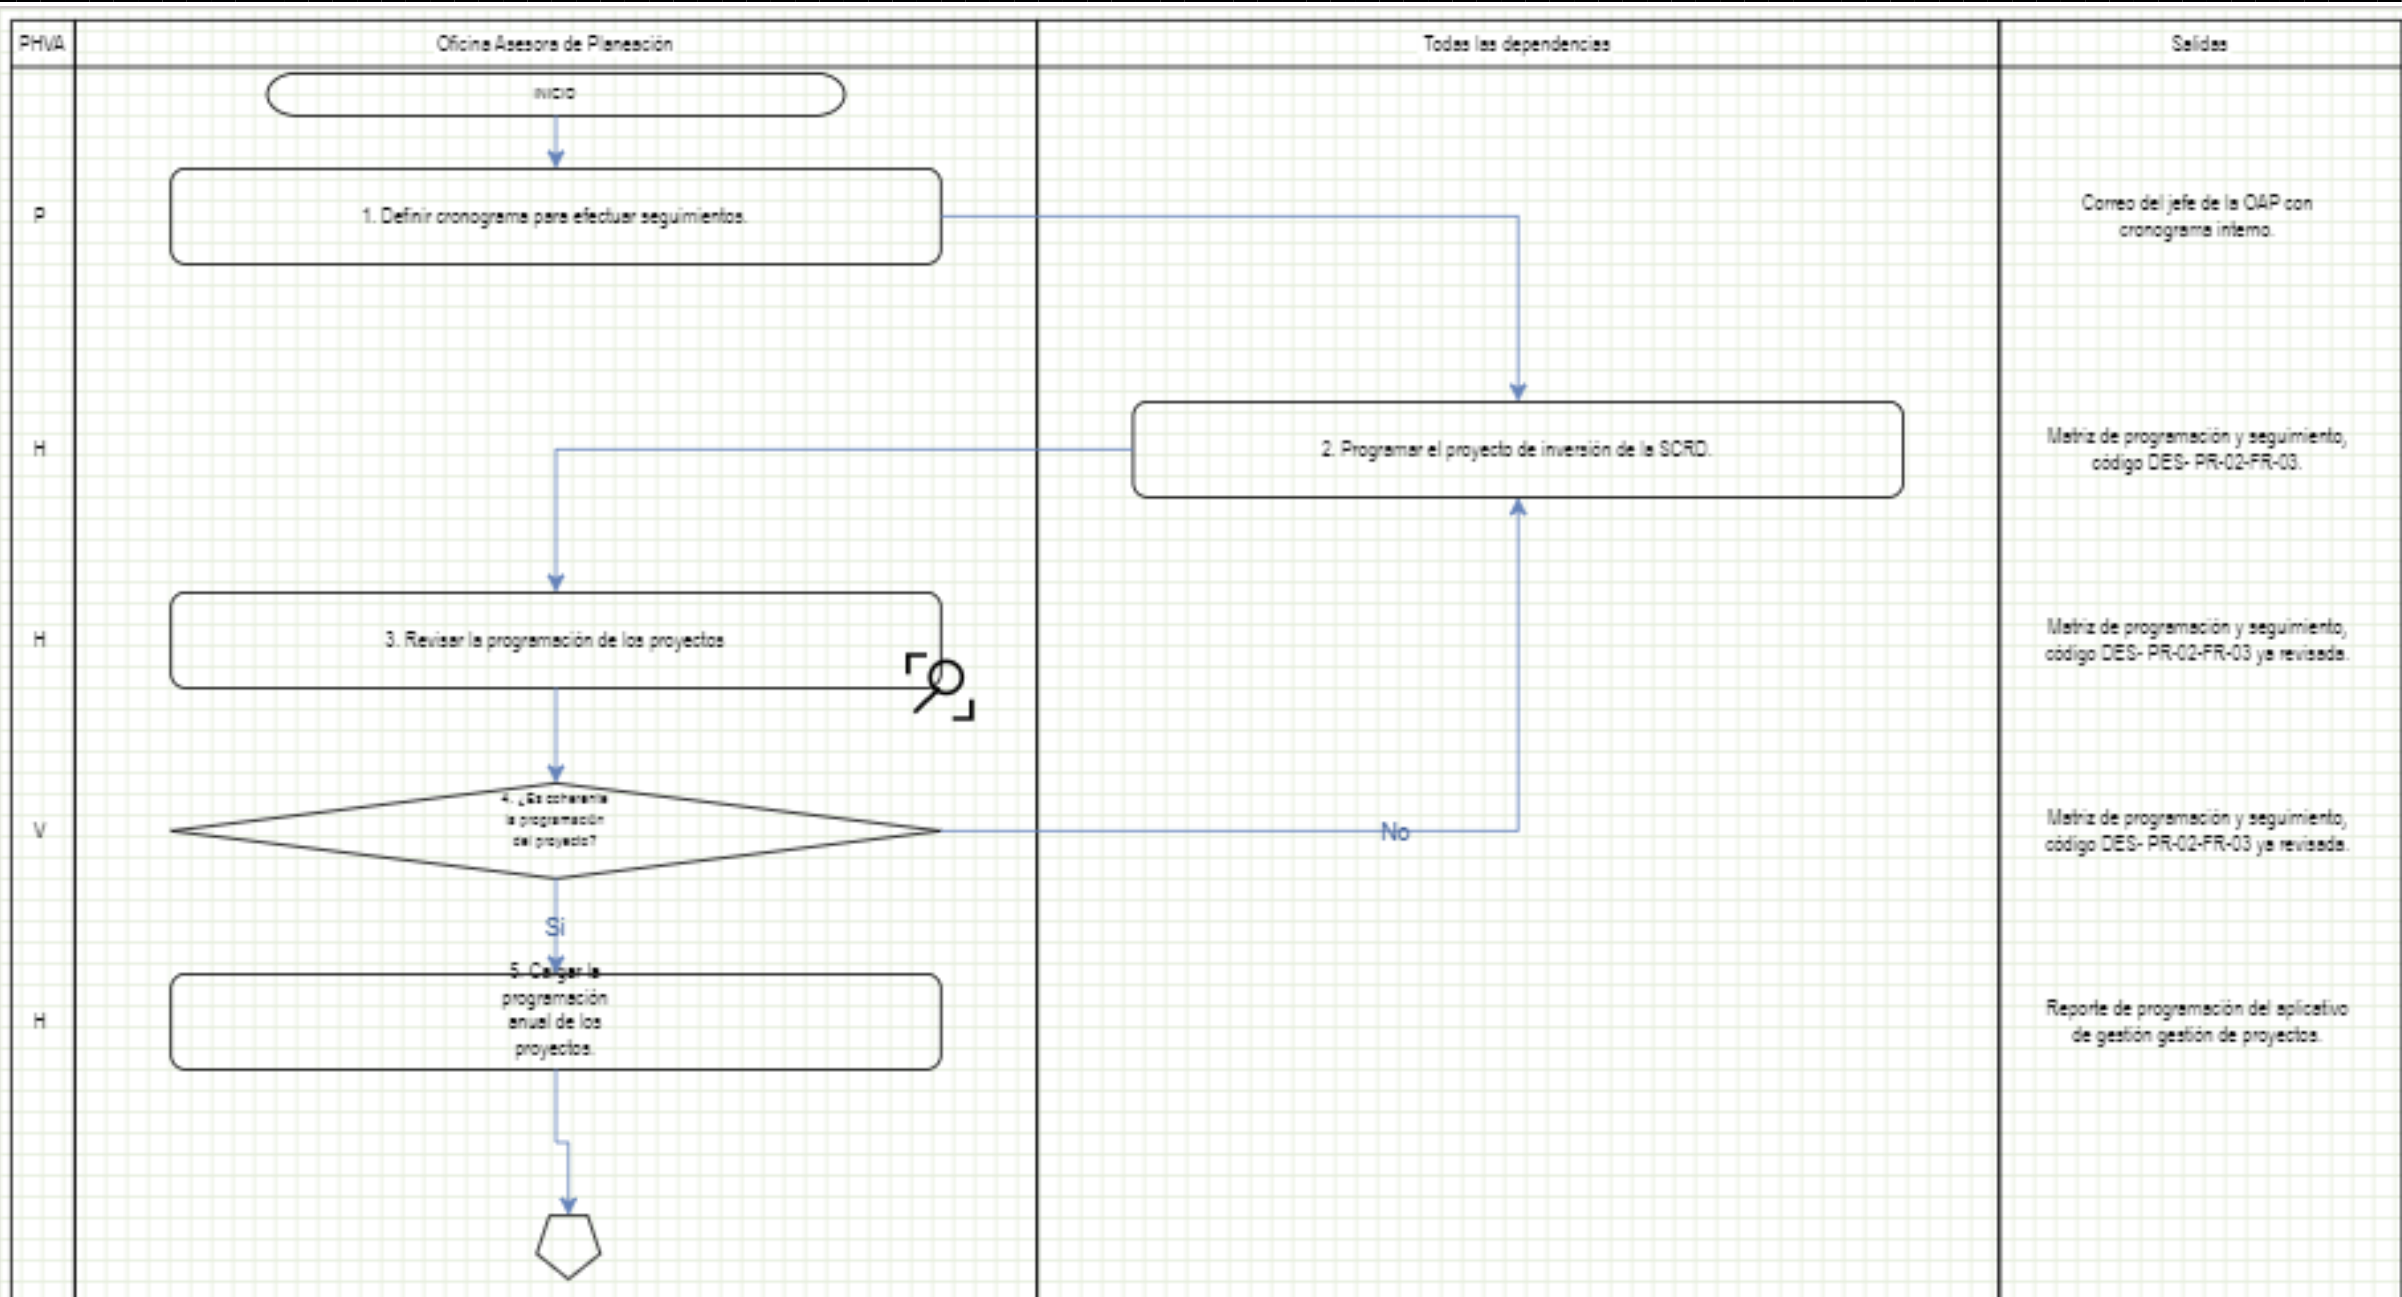 PHVA
Oficina Asesora de Planeación
Todas las dependencias
Salidas
INICIO
P
1. Definir cronograma para efectuar seguimientos.
Correo del jefe de la OAP con
cronograma interno.
H
2. Programar el proyecto de inversión de la SCRD.
Matriz de programación y seguimiento,
código DES- PR-02-FR-03.
H
3. Revisar la programación de los proyectos
Matriz de programación y seguimiento,
código DES- PR-02-FR-03 ya revisada.
V
4. ¿Es coherente
la programación
del proyecto?
No
Matriz de programación y seguimiento,
código DES- PR-02-FR-03 ya revisada.
Si
H
5. Cargar la
programación
anual de los
proyectos.
Reporte de programación del aplicativo
de gestión gestión de proyectos.